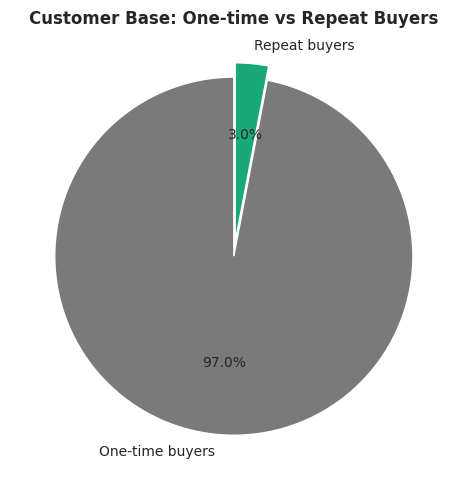 Customer Base: One-time vs Repeat Buyers
Repeat buyers
3.0%
97.0%
One-time buyers